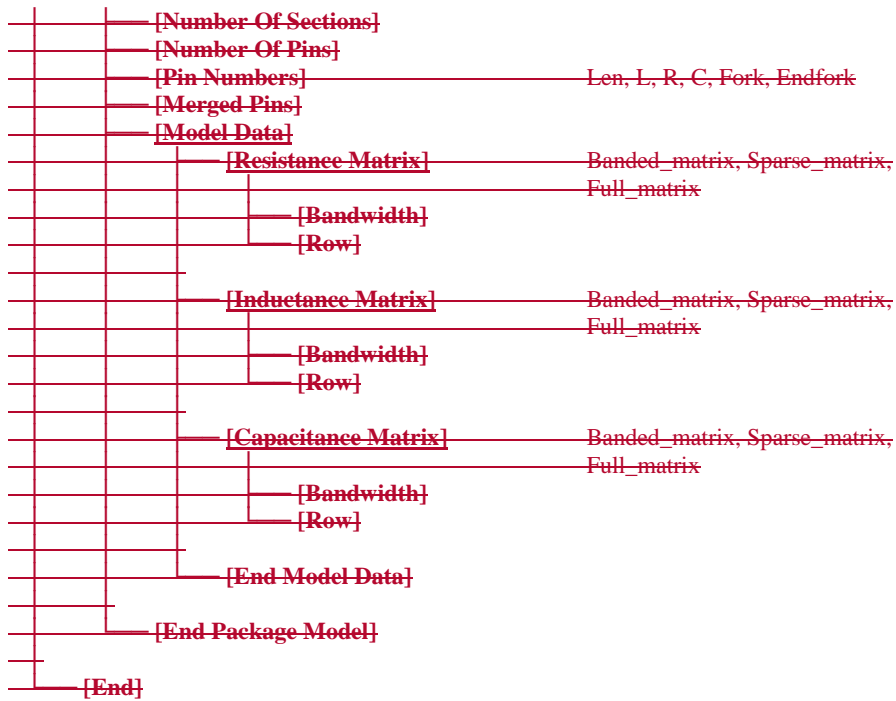 [Number Of Sections]
[Number Of Pins]
[Pin Numbers] Len, L, R, C, Fork, Endfork
[Merged Pins]
[Model Data]
[Resistance Matrix] Banded_matrix, Sparse_matrix,
Full_matrix
[Bandwidth]
[Row]
[Inductance Matrix] Banded_matrix, Sparse_matrix,
Full_matrix
[Bandwidth]
[Row]
[Capacitance Matrix] Banded_matrix, Sparse_matrix,
Full_matrix
[Bandwidth]
[Row]
[End Model Data]
[End Package Model]
[End]